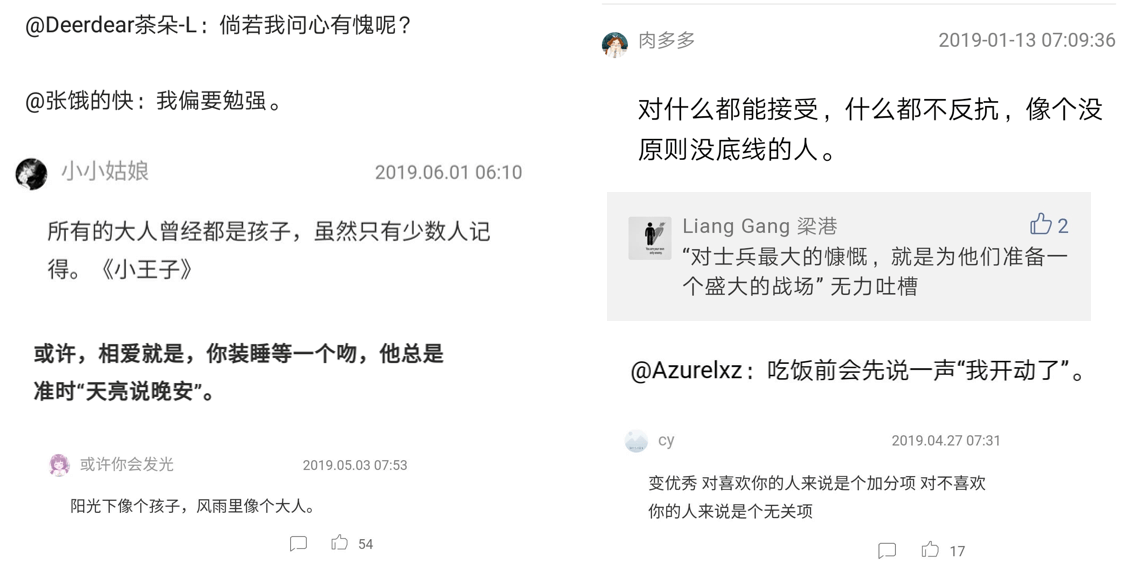 @Deerdear茶朵-L：倘若我问心有愧呢？
@张饿的快：我偏要勉强。
小小姑娘
2019.06.01 06:10
所有的大人曾经都是孩子，虽然只有少数人记
得。《小王子》
或许，相爱就是，你装睡等一个吻，他总是
准时“天亮说晚安”。
或许你会发光
2019.05.03 07:53
阳光下像个孩子，风雨里像个大人。
54
肉多多
2019-01-13 07:09:36
对什么都能接受，什么都不反抗，像个没
原则没底线的人。
Liang Gang 梁港
2
“对士兵最大的慷慨，就是为他们准备一
个盛大的战场” 无力吐槽
@Azurelxz：吃饭前会先说一声“我开动了”。
cy
2019.04.27 07:31
变优秀 对喜欢你的人来说是个加分项 对不喜欢
你的人来说是个无关项
17